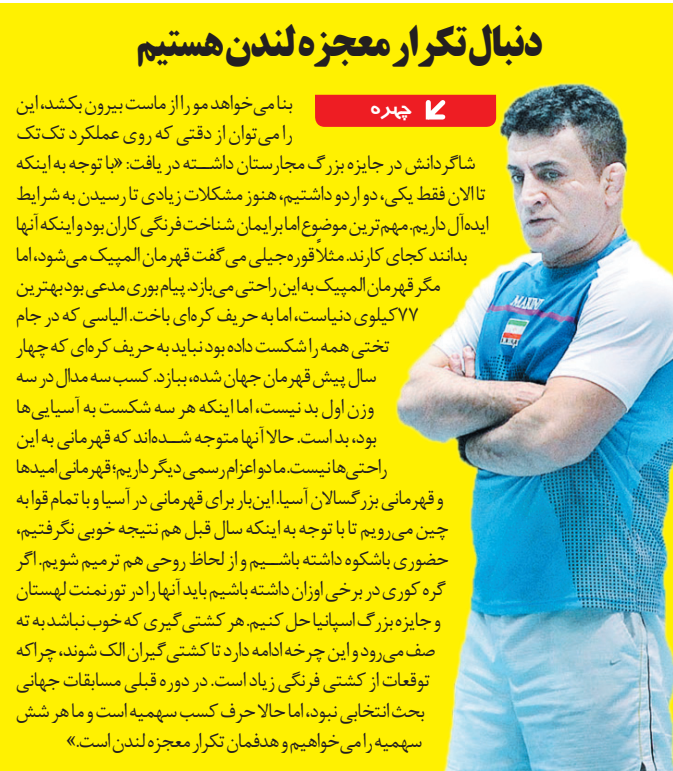 دنبال تکرار معجزه لندن هستیم
چهره
بنا می‌خواهد مو را از ماست بیرون بکشد، این
را می‌توان از دقتی که روی عملکرد تک‌تک
شاگردانش در جایزه بزرگ مجارستان داشته دریافت: «با توجه به اینکه
تا الان فقط یکی، دو اردو داشتیم، هنوز مشکلات زیادی تا رسیدن به شرایط
ایده‌آل داریم. مهم‌ترین موضوع اما برایمان شناخت فرنگی‌کاران بود و اینکه آنها
بدانند کجای کارند. مثلاً قوره‌جیلی می‌گفت قهرمان المپیک می‌شود، اما
مگر قهرمان المپیک به این راحتی می‌بازد. پیام بوری مدعی بود بهترین
۷۷کیلوی دنیاست، اما به حریف کره‌ای باخت. الیاسی که در جام
تختی همه را شکست داده بود نباید به حریف کره‌ای که چهار
سال پیش قهرمان جهان شده، ببازد. کسب سه مدال در سه
وزن اول بد نیست، اما اینکه هر سه شکست به آسیایی‌ها
بود، بد است. حالا آنها متوجه شده‌اند که قهرمانی به این
راحتی‌ها نیست. ما دو اعزام رسمی دیگر داریم؛ قهرمانی امیدها
و قهرمانی بزرگسالان آسیا. این‌بار برای قهرمانی در آسیا و با تمام قوا به
چین می‌رویم تا با توجه به اینکه سال قبل هم نتیجه خوبی نگرفتیم،
حضوری باشکوه داشته باشیم و از لحاظ روحی هم ترمیم شویم. اگر
گره کوری در برخی اوزان داشته باشیم باید آنها را در تورنمنت لهستان
و جایزه بزرگ اسپانیا حل کنیم. هر کشتی‌گیری که خوب نباشد به ته
صف می‌رود و این چرخه ادامه دارد تا کشتی‌گیران الک شوند، چراکه
توقعات از کشتی فرنگی زیاد است. در دوره قبلی مسابقات جهانی
بحث انتخابی نبود، اما حالا حرف کسب سهمیه است و ما هر شش
سهمیه را می‌خواهیم و هدفمان تکرار معجزه لندن است.»